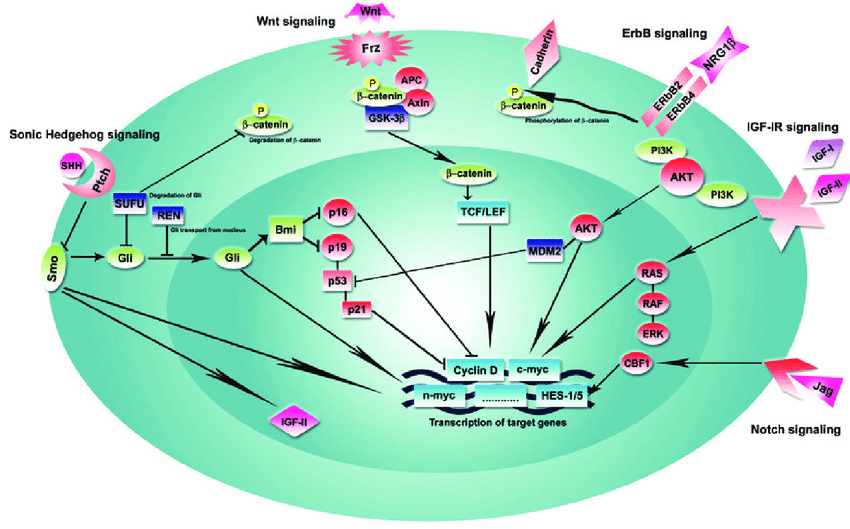 Wnt signaling
Wnt
Frz
P
β-catenin
APC
Axin
GSK-3β
Cadherin
P
β-catenin
Phosphorylation of β-catenin
ErbB signaling
NRG1β
ERbB2
ERbB4
PI3K
AKT
PI3K
IGF-IR signaling
IGF-I
IGF-II
Sonic Hedgehog signaling
SHH
Ptch
P
β-catenin
Degradation of β-catenin
SUFU
Degradation of Gli
REN
Gli transport from nucleus
Smo
Gli
Gli
Bmi
p16
p19
p53
p21
β-catenin
TCF/LEF
AKT
MDM2
RAS
RAF
ERK
CBF1
Cyclin D
c-myc
n-myc
............
HES-1/5
Transcription of target genes
IGF-II
Jag
Notch signaling